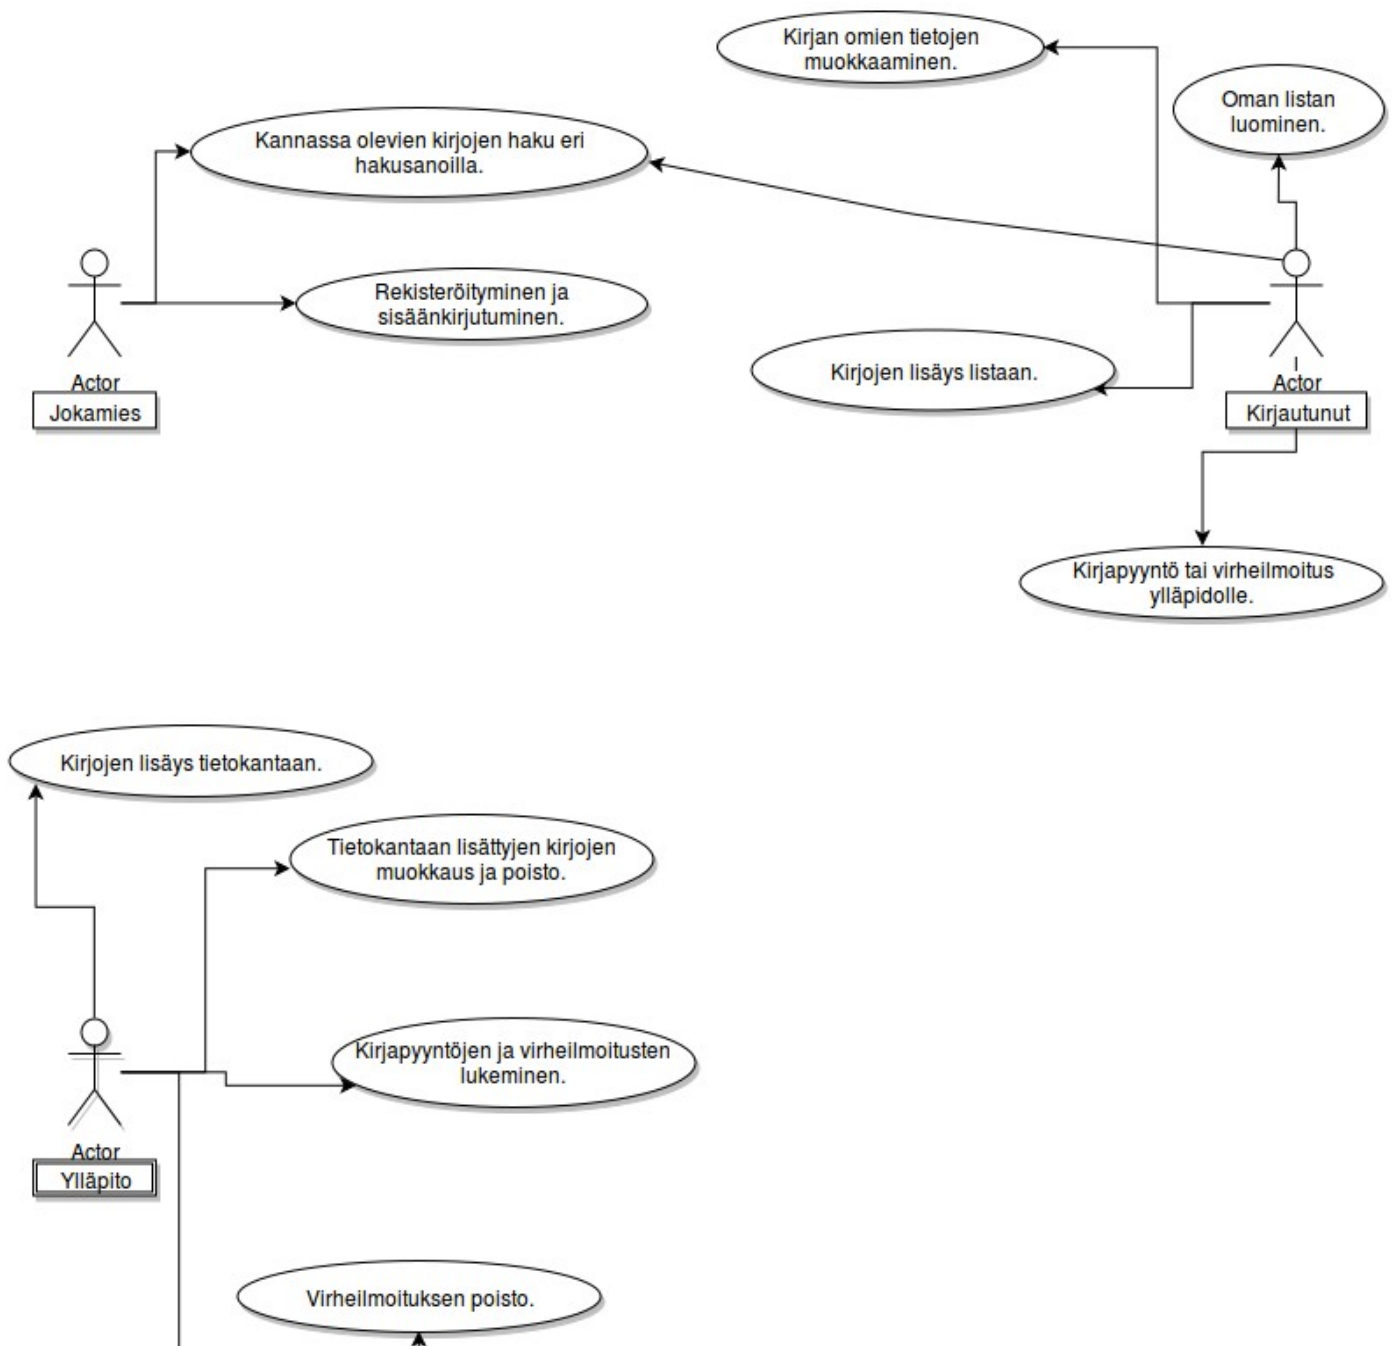 Kirjan omien tietojen
muokkaaminen.
Oman listan
luominen.
Kannassa olevien kirjojen haku eri
hakusanoilla.
Rekisteröityminen ja
sisäänkirjutuminen.
Kirjojen lisäys listaan.
Actor
Jokamies
Actor
Kirjautunut
Kirjapyyntö tai virheilmoitus
ylläpidolle.
Kirjojen lisäys tietokantaan.
Tietokantaan lisättyjen kirjojen
muokkaus ja poisto.
Kirjapyyntöjen ja virheilmoitusten
lukeminen.
Actor
Ylläpito
Virheilmoituksen poisto.